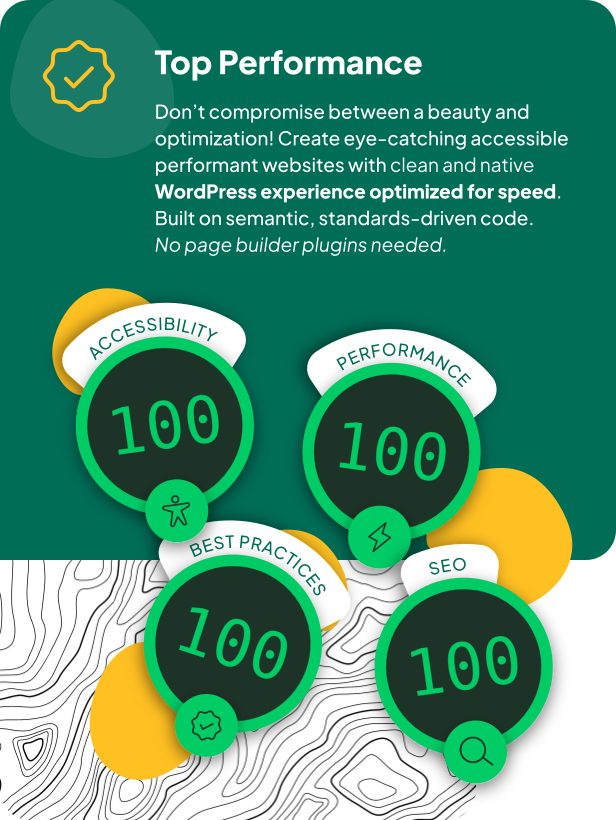 Top Performance
Don’t compromise between a beauty and
optimization! Create eye-catching accessible
performant websites with clean and native
WordPress experience optimized for speed.
Built on semantic, standards-driven code.
No page builder plugins needed.
ACCESSIBILITY
100
PERFORMANCE
100
BEST PRACTICES
100
SEO
100